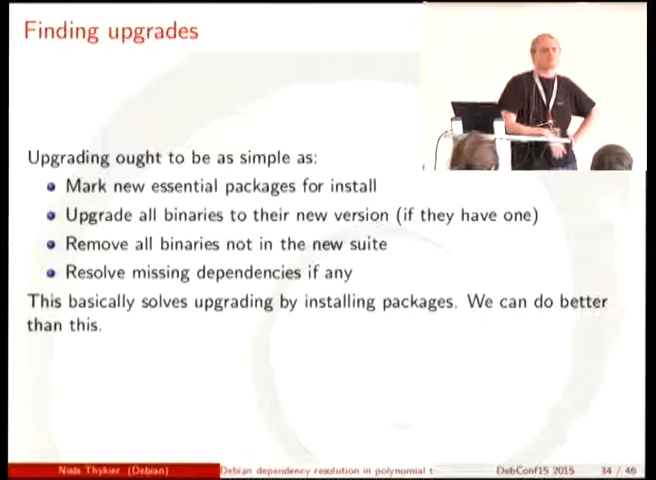 Finding upgrades
Upgrading ought to be as simple as:
Mark new essential packages for install
Upgrade all binaries to their new version (if they have one)
Remove all binaries not in the new suite
Resolve missing dependencies if any
This basically solves upgrading by installing packages. We can do better
than this.
Niels Thykier (Debian)
Debian dependency resolution in polynomial t
DebConf15 2015
34 / 46